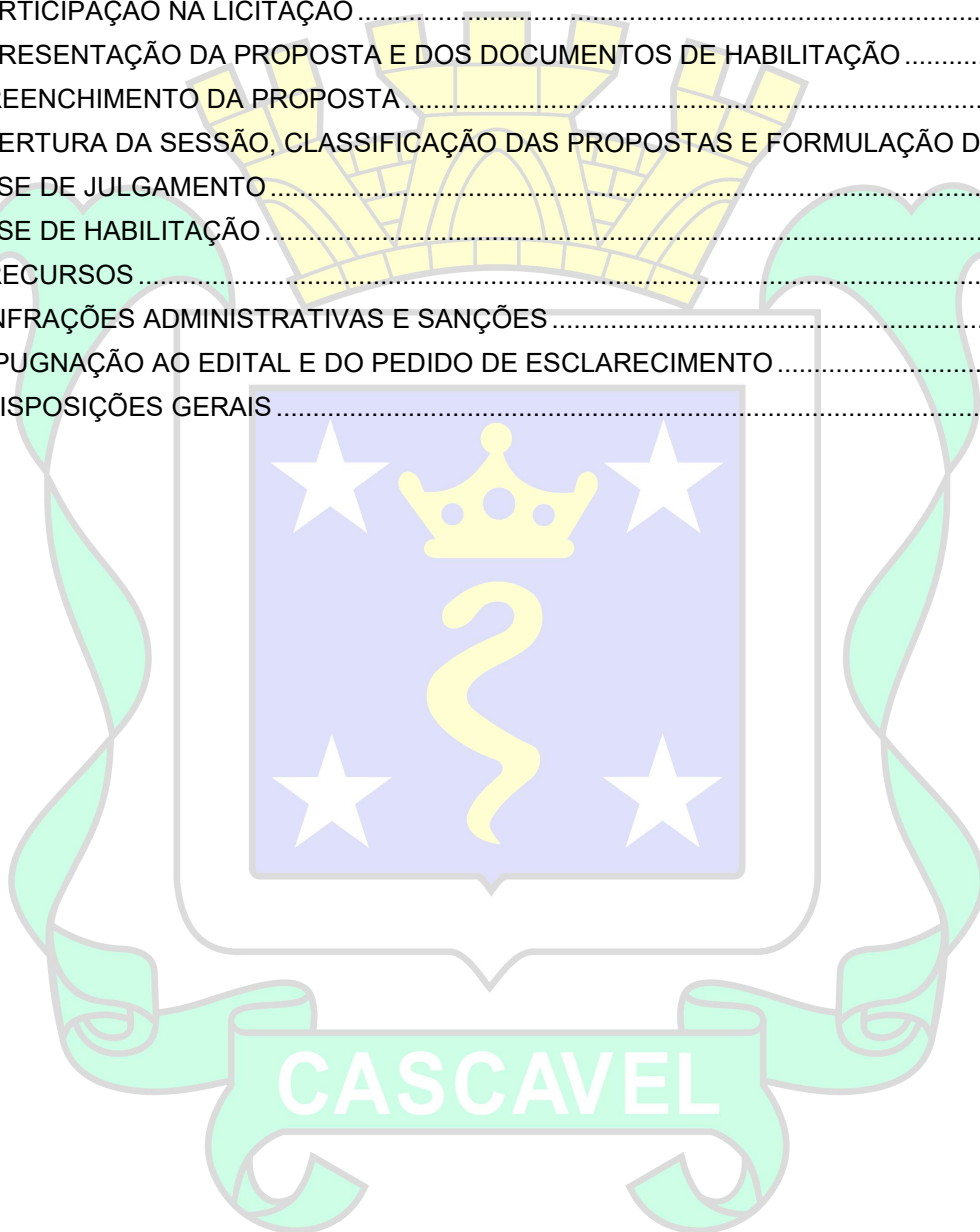 RTICIPAÇÃO NA LICITAÇÃO
RESENTAÇÃO DA PROPOSTA E DOS DOCUMENTOS DE HABILITAÇÃO
EENCHIMENTO DA PROPOSTA
ERTURA DA SESSÃO, CLASSIFICAÇÃO DAS PROPOSTAS E FORMULAÇÃO D
SE DE JULGAMENTO
SE DE HABILITAÇÃO
RECURSOS
NFRAÇÕES ADMINISTRATIVAS E SANÇÕES
PUGNAÇÃO AO EDITAL E DO PEDIDO DE ESCLARECIMENTO
ISPOSIÇÕES GERAIS
CASCAVEL